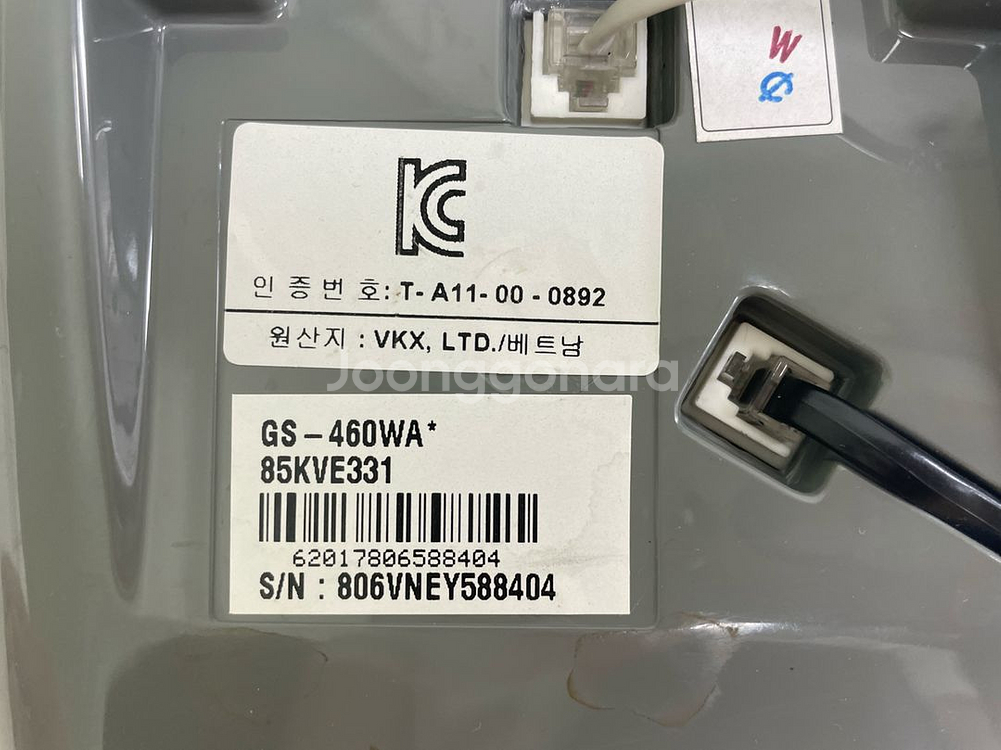 M
KC
인증번호: T- A11- 00 - 0892
원산지 : VKX, LTD./베트남
Joonggonara
GS – 460WA*
85KVE331
62017806588404
S/N : 806VNEY588404